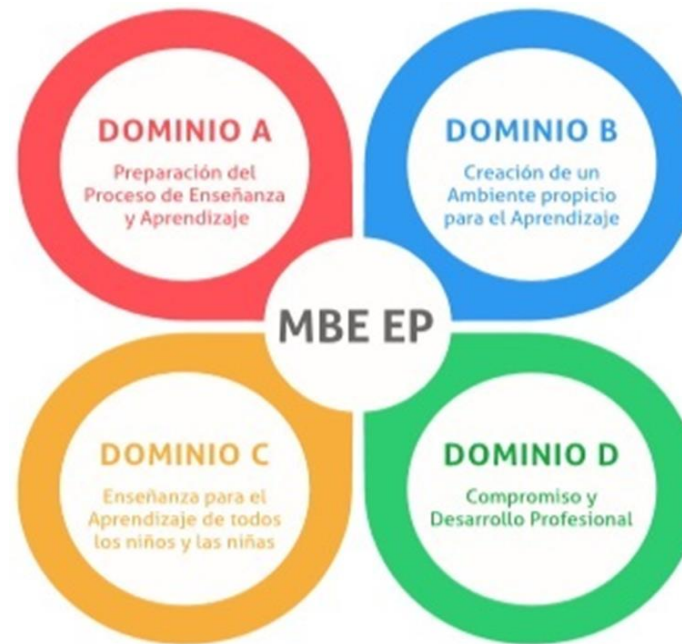 DOMINIO A
Preparación del
Proceso de Enseñanza
y Aprendizaje
DOMINIO B
Creación de un
Ambiente propicio
para el Aprendizaje
MBE EP
DOMINIO C
Enseñanza para el
Aprendizaje de todos
los niños y las niñas
DOMINIO D
Compromiso y
Desarrollo Profesional